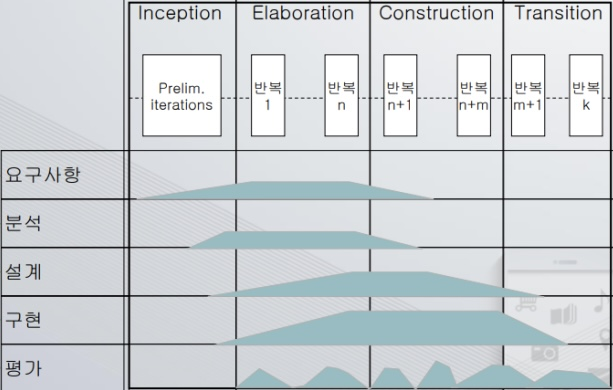 Inception Elaboration Construction Transition
Prelim.
iterations
반복
1
반복
n
반복
n+1
반복
n+m
반복
m+1
반복
k
요구사항
분석
설계
구현
평가